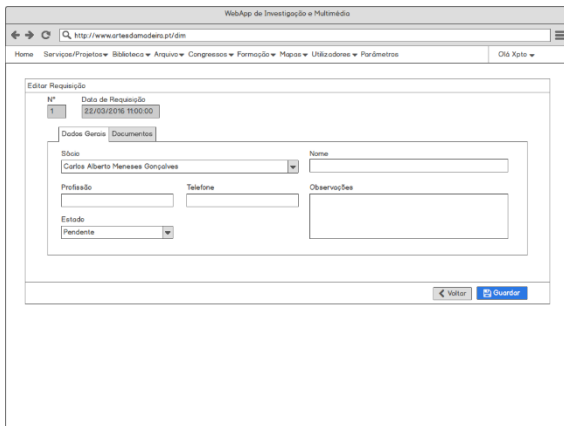 WebApp de Investigação e Multimédia
http://www.artesdamadeira.pt/dim
Home Serviços/Projetos Biblioteca Arquivo Congressos Formação Mapas Utilizadores Parâmetros Olá Xpto
Editar Requisição
Nº Data de Requisição
1 22/03/2016 11:00:00
Dados Gerais Documentos
Sócio Nome
Carlos Alberto Meneses Gonçalves
Profissão Telefone Observações
Estado
Pendente
Voltar Guardar